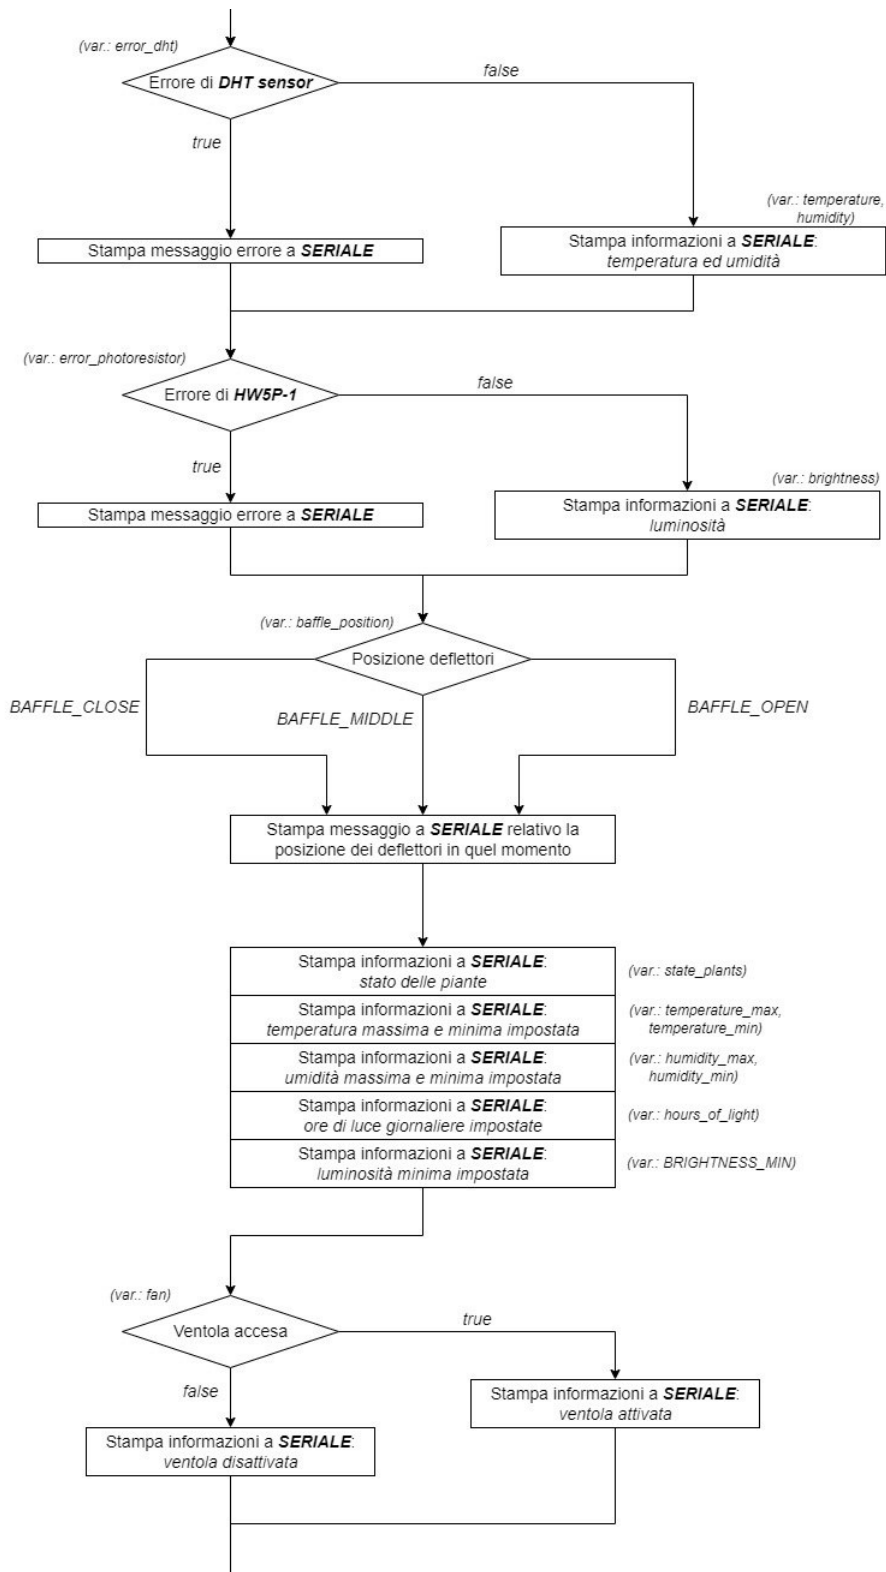 (var.: error_dht)
Errore di DHT sensor
false
true
(var.: temperature,
humidity)
Stampa messaggio errore a SERIALE
Stampa informazioni a SERIALE:
temperatura ed umidità
(var.: error_photoresistor)
Errore di HW5P-1
false
true
(var.: brightness)
Stampa messaggio errore a SERIALE
Stampa informazioni a SERIALE:
luminosità
(var.: baffle_position)
Posizione deflettori
BAFFLE_CLOSE
BAFFLE_MIDDLE
BAFFLE_OPEN
Stampa messaggio a SERIALE relativo la
posizione dei deflettori in quel momento
Stampa informazioni a SERIALE:
stato delle piante
(var.: state_plants)
Stampa informazioni a SERIALE:
temperatura massima e minima impostata
(var.: temperature_max,
temperature_min)
Stampa informazioni a SERIALE:
umidità massima e minima impostata
(var.: humidity_max,
humidity_min)
Stampa informazioni a SERIALE:
ore di luce giornaliere impostate
(var.: hours_of_light)
Stampa informazioni a SERIALE:
luminosità minima impostata
(var.: BRIGHTNESS_MIN)
(var.: fan)
Ventola accesa
true
false
Stampa informazioni a SERIALE:
ventola attivata
Stampa informazioni a SERIALE:
ventola disattivata